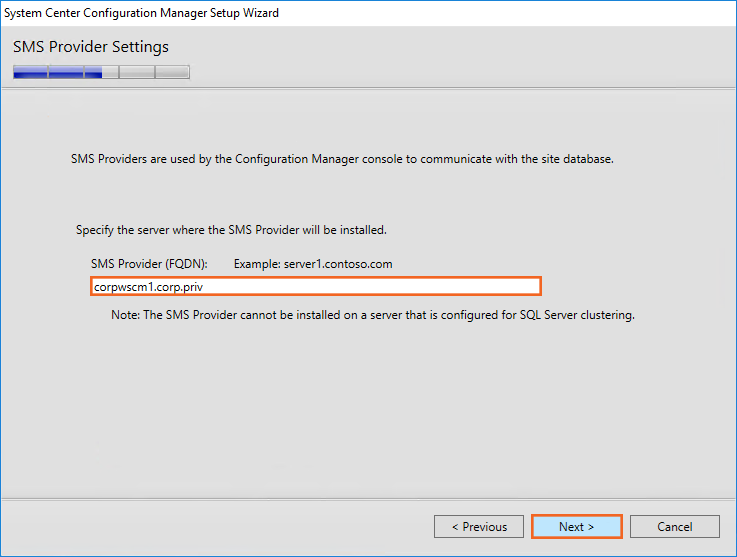 System Center Configuration Manager Setup Wizard
SMS Provider Settings
SMS Providers are used by the Configuration Manager console to communicate with the site database.
Specify the server where the SMS Provider will be installed.
SMS Provider (FQDN): Example: server1.contoso.com
corpwscm1.corp.priv
Note: The SMS Provider cannot be installed on a server that is configured for SQL Server clustering.
< Previous Next > Cancel